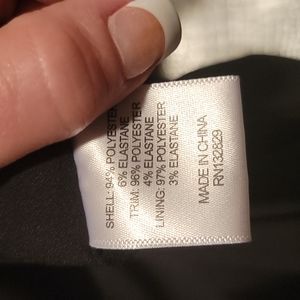 SHELL: 94% POLYESTER
6% ELASTANE
TRIM: 96% POLYESTER
4% ELASTANE
LINING: 97% POLYESTER
3% ELASTANE
MADE IN CHINA
RN132829